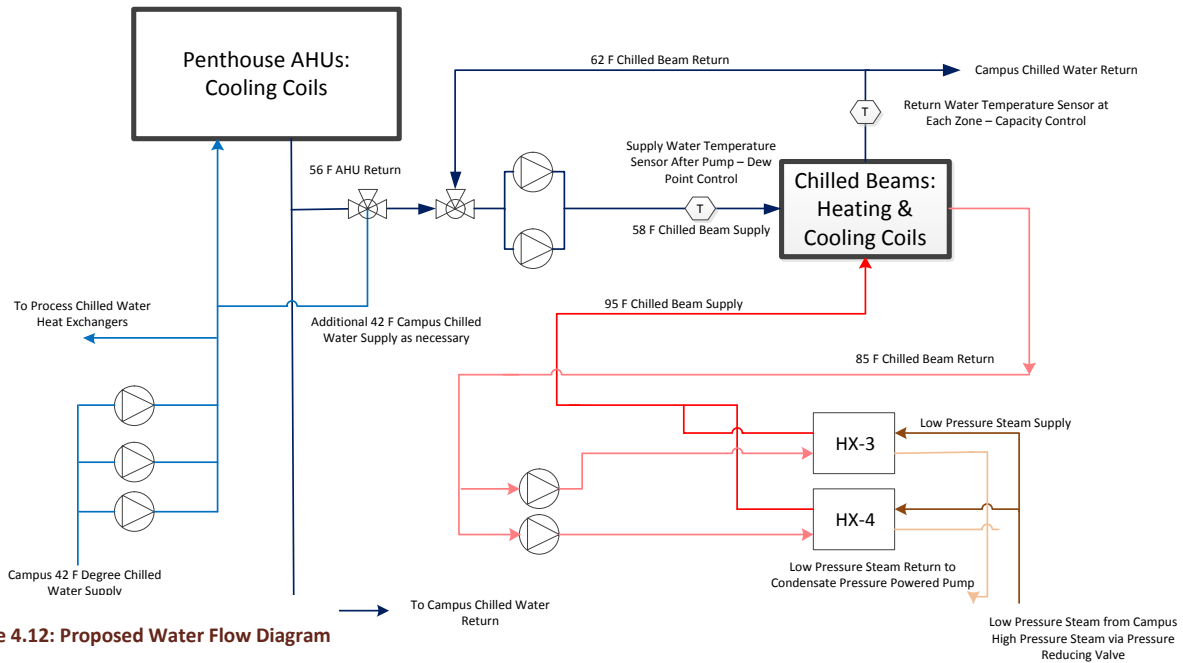 Penthouse AHUs:
Cooling Coils
62 F Chilled Beam Return
Campus Chilled Water Return
T
Return Water Temperature Sensor at
Each Zone – Capacity Control
Supply Water Temperature
Sensor After Pump – Dew
Point Control
56 F AHU Return
T
58 F Chilled Beam Supply
Chilled Beams:
Heating &
Cooling Coils
To Process Chilled Water
Heat Exchangers
Additional 42 F Campus Chilled
Water Supply as necessary
95 F Chilled Beam Supply
85 F Chilled Beam Return
Low Pressure Steam Supply
HX-3
HX-4
Campus 42 F Degree Chilled
Water Supply
Low Pressure Steam Return to
Condensate Pressure Powered Pump
To Campus Chilled Water
Return
Low Pressure Steam from Campus
High Pressure Steam via Pressure
Reducing Valve
e 4.12: Proposed Water Flow Diagram